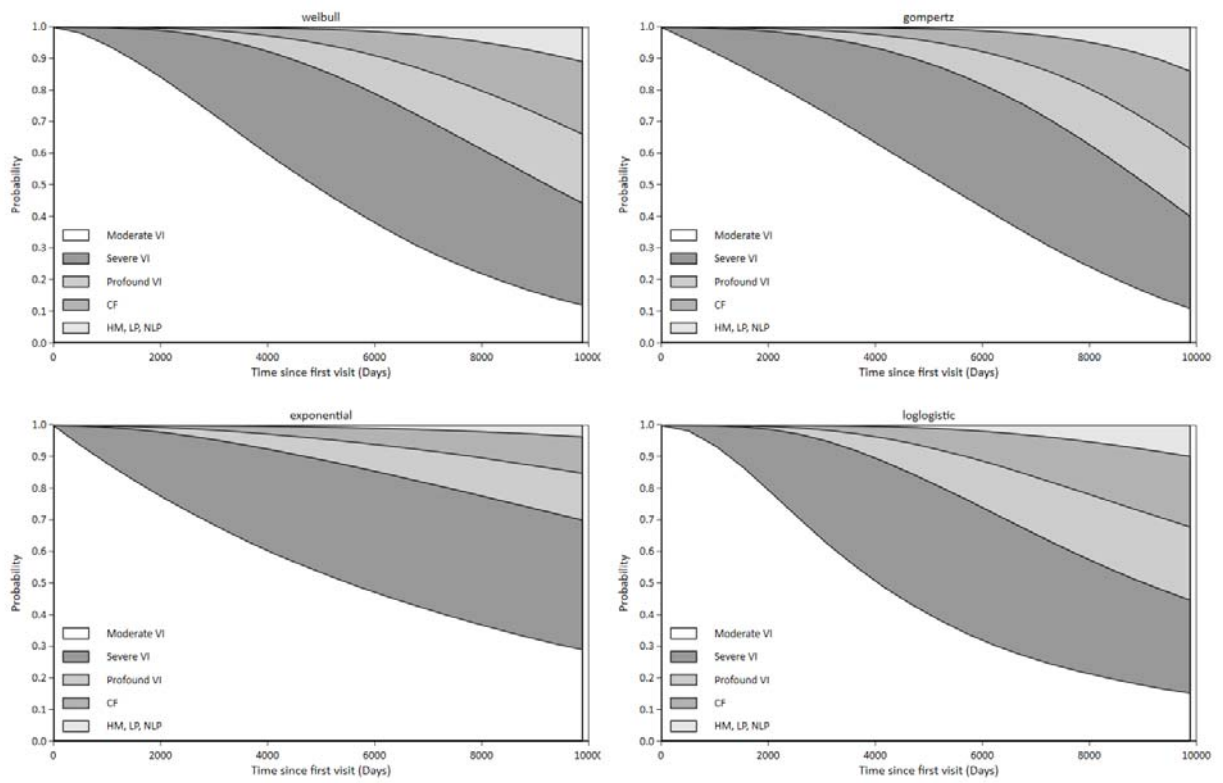 weibull
1.0
0.9
0.8
0.7
0.6
0.5
0.4
0.3
0.2
0.1
0.0
Probability
Moderate VI
Severe VI
Profound VI
CF
HM, LP, NLP
0 2000 4000 6000 8000 10000
Time since first visit (Days)
gompertz
1.0
0.9
0.8
0.7
0.6
0.5
0.4
0.3
0.2
0.1
0.0
Probability
Moderate VI
Severe VI
Profound VI
CF
HM, LP, NLP
0 2000 4000 6000 8000 10000
Time since first visit (Days)
exponential
1.0
0.9
0.8
0.7
0.6
0.5
0.4
0.3
0.2
0.1
0.0
Probability
Moderate VI
Severe VI
Profound VI
CF
HM, LP, NLP
0 2000 4000 6000 8000 10000
Time since first visit (Days)
loglogistic
1.0
0.9
0.8
0.7
0.6
0.5
0.4
0.3
0.2
0.1
0.0
Probability
Moderate VI
Severe VI
Profound VI
CF
HM, LP, NLP
0 2000 4000 6000 8000 10000
Time since first visit (Days)